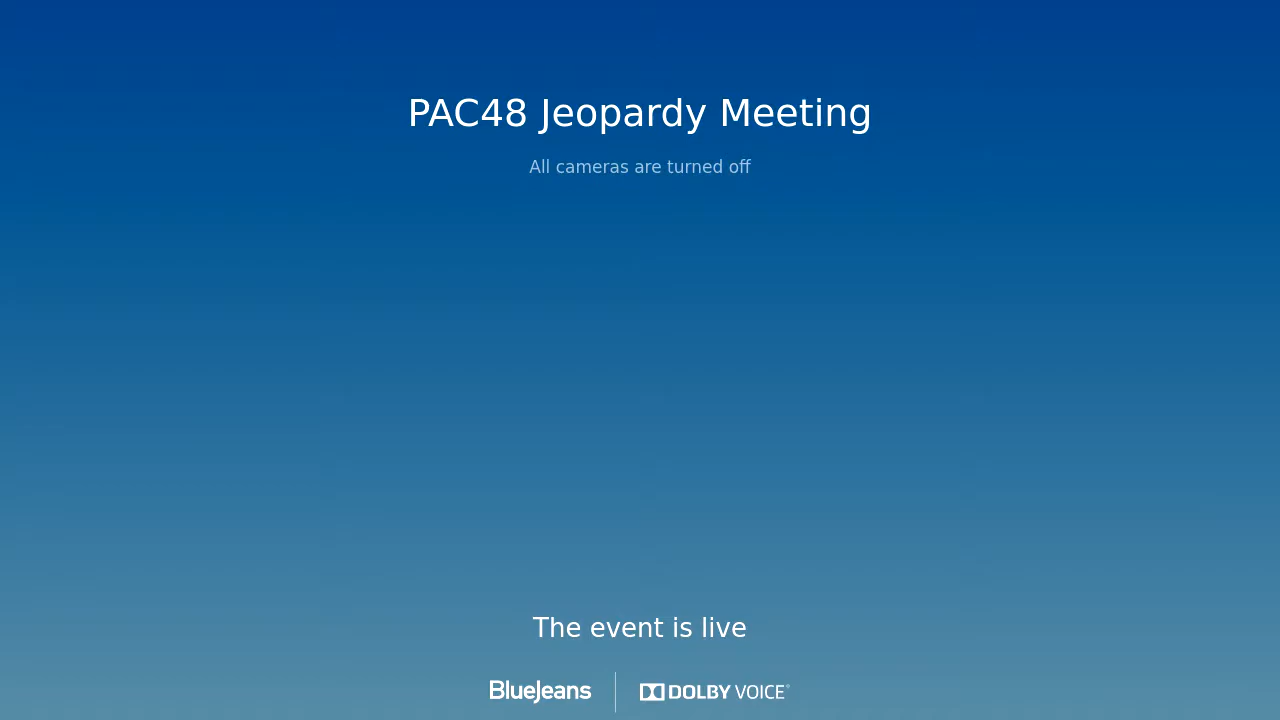 PAC48 Jeopardy Meeting
All cameras are turned off
The event is live
BlueJeans
DOLBY VOICE®